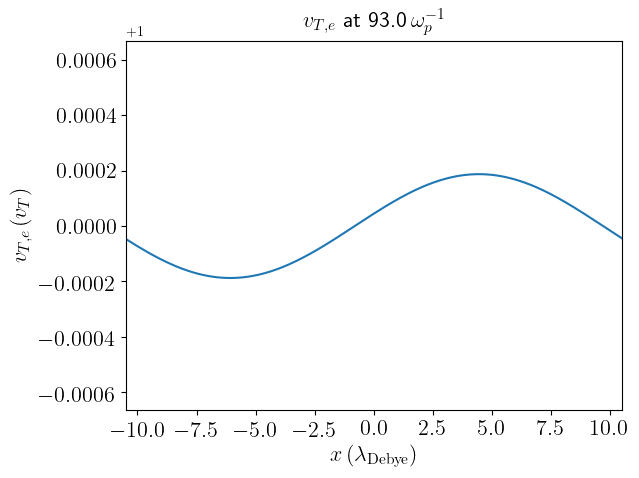 v_{T,e} at 93.0 ω_p^{-1}
+1
0.0006
0.0004
0.0002
0.0000
−0.0002
−0.0004
−0.0006
v_{T,e} (v_T)
−10.0 −7.5 −5.0 −2.5 0.0 2.5 5.0 7.5 10.0
x (λ_Debye)